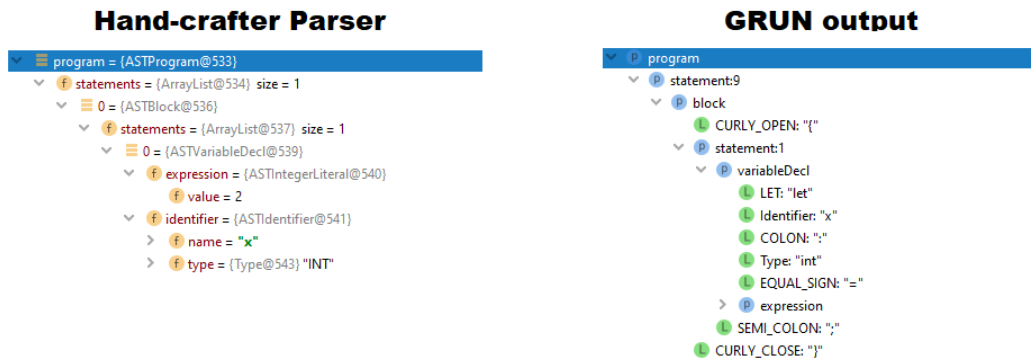 Hand-crafter Parser
program = {ASTProgram@533}
statements = {ArrayList@534} size = 1
0 = {ASTBlock@536}
statements = {ArrayList@537} size = 1
0 = {ASTVariableDecl@539}
expression = {ASTIntegerLiteral@540}
value = 2
identifier = {ASTIdentifier@541}
name = "x"
type = {Type@543} "INT"
GRUN output
program
statement:9
block
CURLY_OPEN: "{"
statement:1
variableDecl
LET: "let"
Identifier: "x"
COLON: ":"
Type: "int"
EQUAL_SIGN: "="
expression
SEMI_COLON: ";"
CURLY_CLOSE: "}"